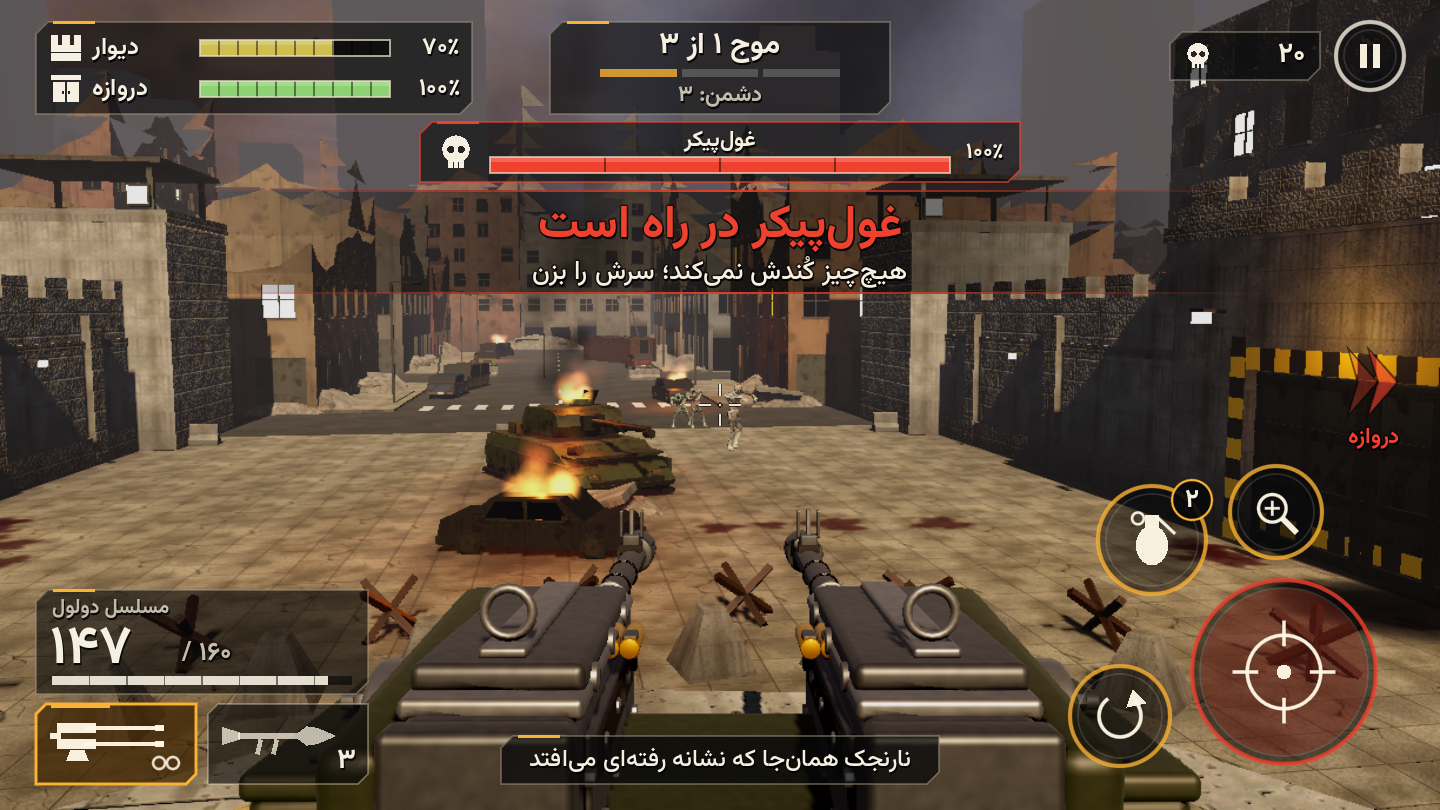 دیوار ۷۰٪
دروازه ۱۰۰٪
موج ۱ از ۳
دشمن: ۳
۲۰
غول‌پیکر
۱۰۰٪
غول‌پیکر در راه است
هیچ‌چیز کُندش نمی‌کند؛ سرش را بزن
دروازه
۲
مسلسل دولول
۱۴۷ / ۱۶۰
∞
۳
نارنجک همان‌جا که نشانه رفته‌ای می‌افتد